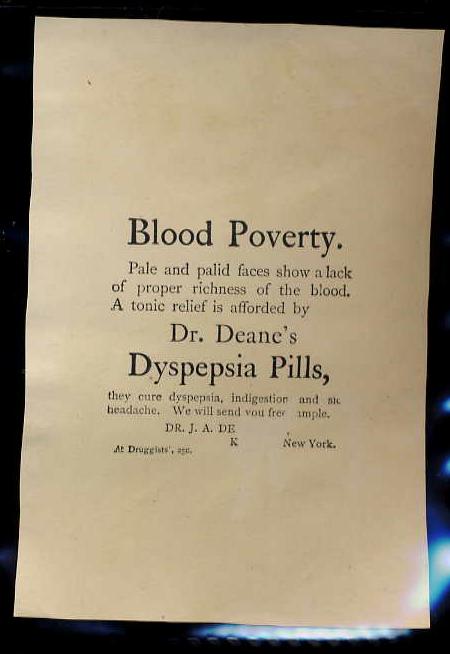 Blood Poverty.
Pale and palid faces show a lack
of proper richness of the blood.
A tonic relief is afforded by
Dr. Deane's
Dyspepsia Pills,
they cure dyspepsia, indigestion and
headache. We will send you free
DR. J. A. DE
K New York.
At Druggists', 25c.